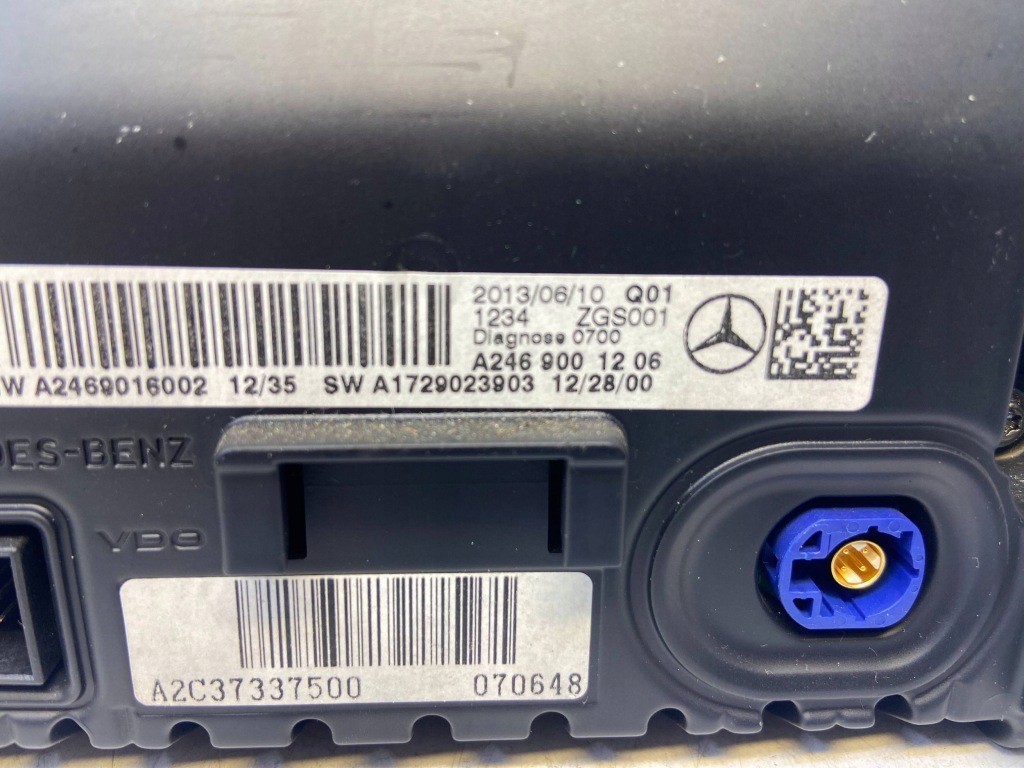 2013/06/10 Q01
1234 ZGS001
Diagnose 0700
A246 900 12 06
W A2469016002 12/35 SW A1729023903 12/28/00
DES-BENZ
VDO
A2C37337500 070648